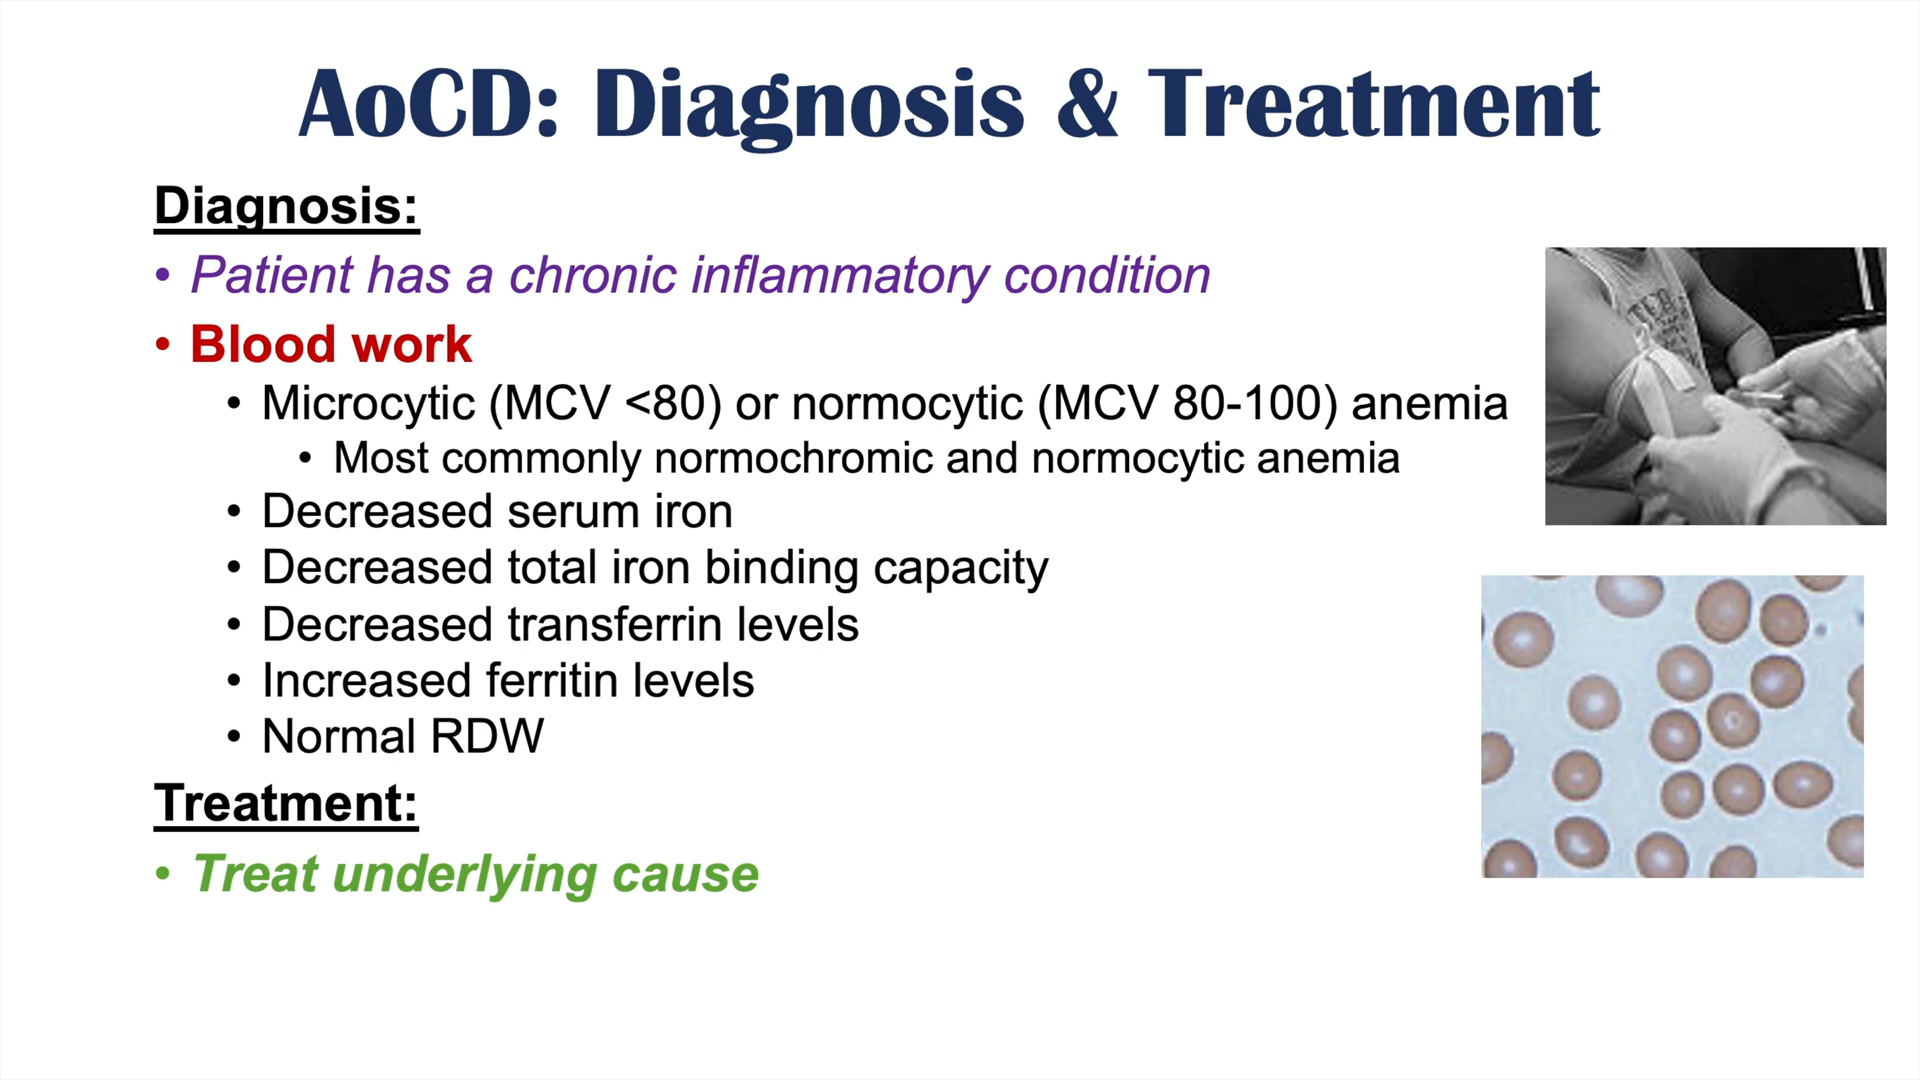 AoCD: Diagnosis & Treatment
Diagnosis:
• Patient has a chronic inflammatory condition
• Blood work
• Microcytic (MCV <80) or normocytic (MCV 80-100) anemia
• Most commonly normochromic and normocytic anemia
• Decreased serum iron
• Decreased total iron binding capacity
• Decreased transferrin levels
• Increased ferritin levels
• Normal RDW
Treatment:
• Treat underlying cause